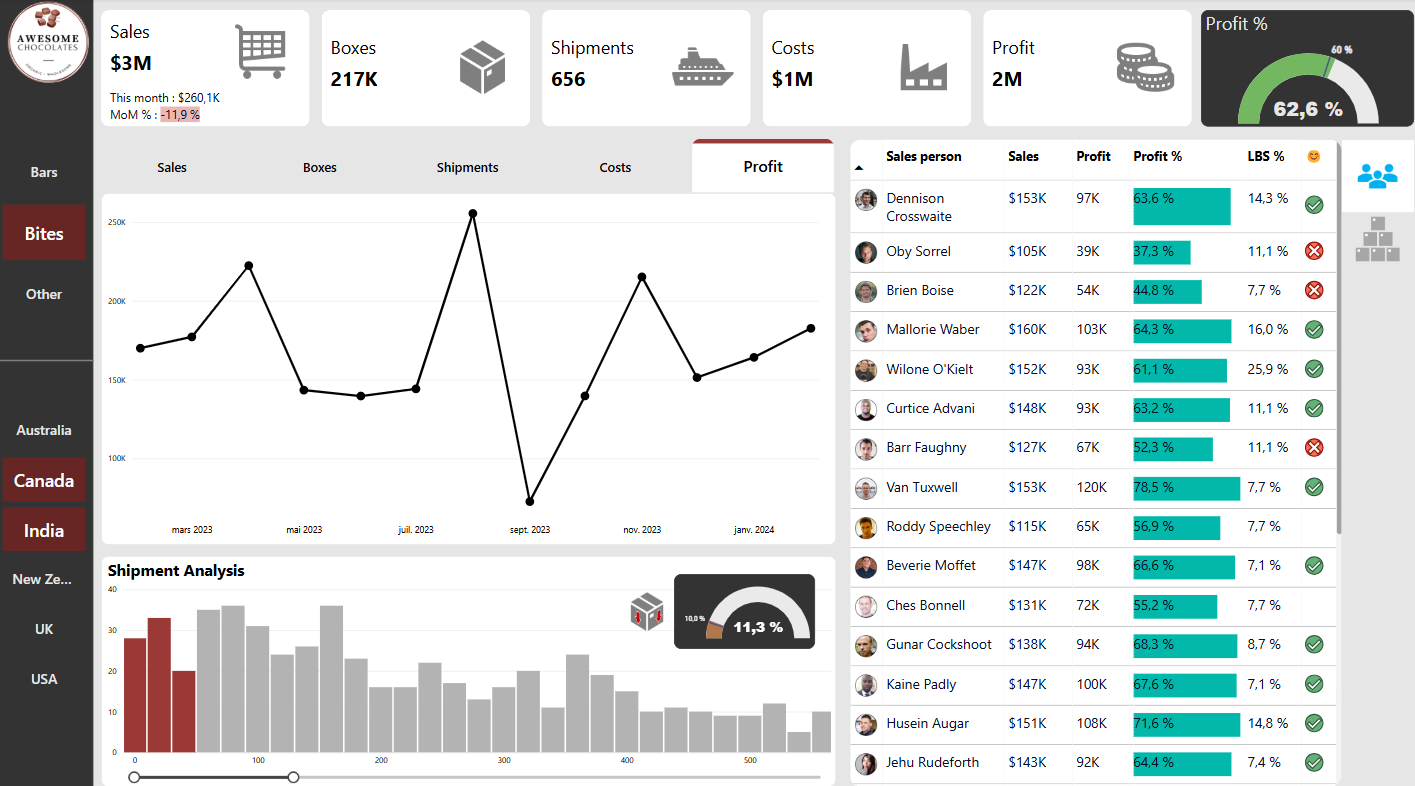 AWESOME
CHOCOLATES
Bars
Bites
Other
Australia
Canada
India
New Ze...
UK
USA
Sales
$3M
This month : $260,1K
MoM % : -11,9 %
Boxes
217K
Shipments
656
Costs
$1M
Profit
2M
Profit %
60 %
62,6 %
Sales Boxes Shipments Costs Profit
250K
200K
150K
100K
mars 2023 mai 2023 juil. 2023 sept. 2023 nov. 2023 janv. 2024
Shipment Analysis
40
30
20
10
0
0 100 200 300 400 500
10,0 %
11,3 %
Sales person Sales Profit Profit % LBS %
Dennison
Crosswaite $153K 97K 63,6 % 14,3 %
Oby Sorrel $105K 39K 37,3 % 11,1 %
Brien Boise $122K 54K 44,8 % 7,7 %
Mallorie Waber $160K 103K 64,3 % 16,0 %
Wilone O'Kielt $152K 93K 61,1 % 25,9 %
Curtice Advani $148K 93K 63,2 % 11,1 %
Barr Faughny $127K 67K 52,3 % 11,1 %
Van Tuxwell $153K 120K 78,5 % 7,7 %
Roddy Speechley $115K 65K 56,9 % 7,7 %
Beverie Moffet $147K 98K 66,6 % 7,1 %
Ches Bonnell $131K 72K 55,2 % 7,7 %
Gunar Cockshoot $138K 94K 68,3 % 8,7 %
Kaine Padly $147K 100K 67,6 % 7,1 %
Husein Augar $151K 108K 71,6 % 14,8 %
Jehu Rudeforth $143K 92K 64,4 % 7,4 %